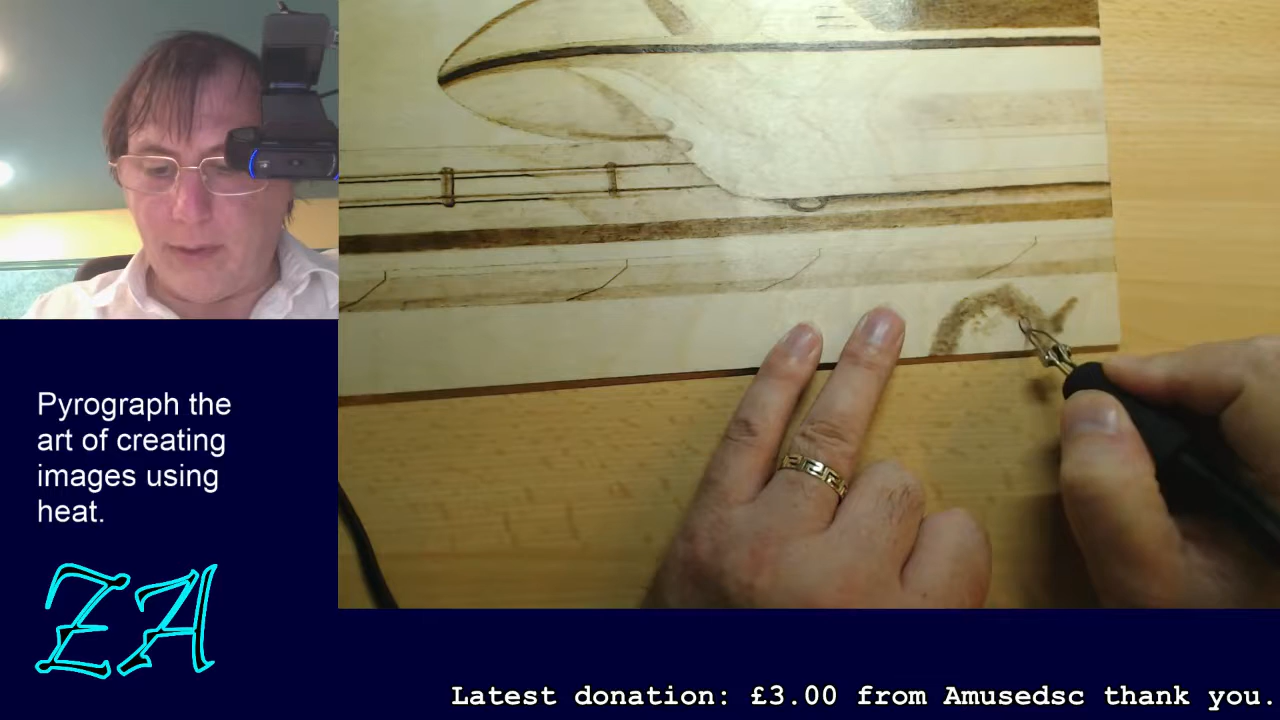 Pyrograph the
art of creating
images using
heat.
ZA
Latest donation: £3.00 from Amusedsc thank you.